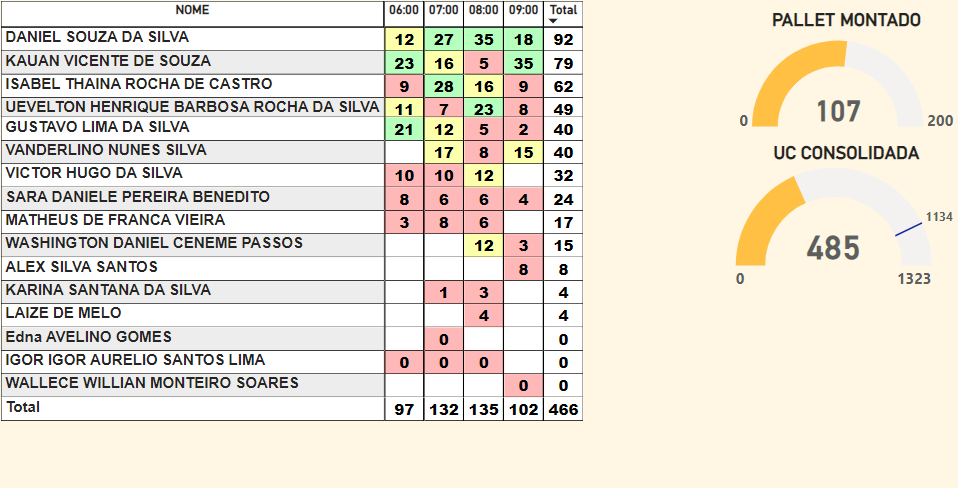 NOME 06:00 07:00 08:00 09:00 Total
DANIEL SOUZA DA SILVA 12 27 35 18 92
KAUAN VICENTE DE SOUZA 23 16 5 35 79
ISABEL THAINA ROCHA DE CASTRO 9 28 16 9 62
UEVELTON HENRIQUE BARBOSA ROCHA DA SILVA 11 7 23 8 49
GUSTAVO LIMA DA SILVA 21 12 5 2 40
VANDERLINO NUNES SILVA 17 8 15 40
VICTOR HUGO DA SILVA 10 10 12 32
SARA DANIELE PEREIRA BENEDITO 8 6 6 4 24
MATHEUS DE FRANCA VIEIRA 3 8 6 17
WASHINGTON DANIEL CENEME PASSOS 12 3 15
ALEX SILVA SANTOS 8 8
KARINA SANTANA DA SILVA 1 3 4
LAIZE DE MELO 4 4
Edna AVELINO GOMES 0 0
IGOR IGOR AURELIO SANTOS LIMA 0 0 0 0
WALLECE WILLIAN MONTEIRO SOARES 0 0
Total 97 132 135 102 466
PALLET MONTADO
107
0 200
UC CONSOLIDADA
1134
485
0 1323